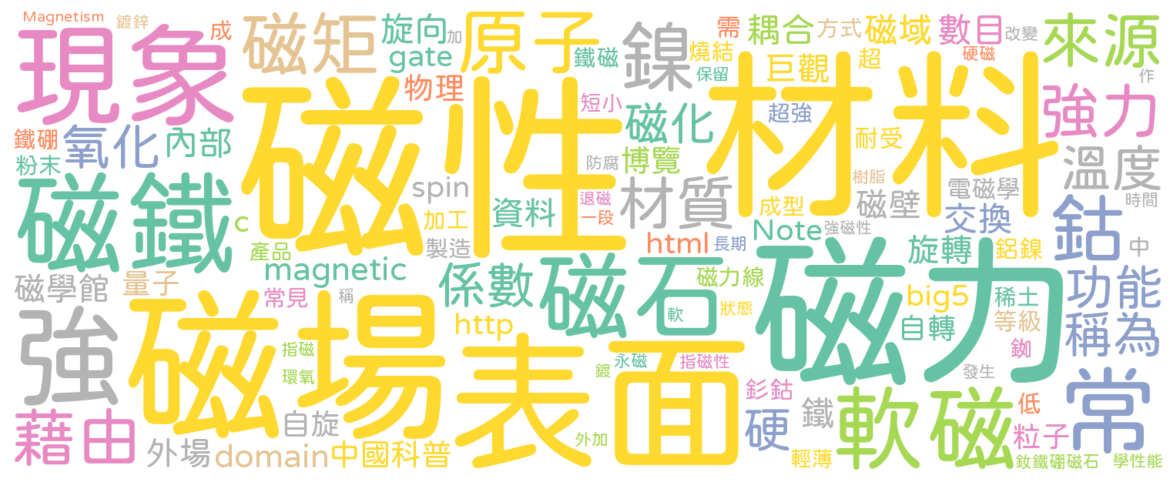 Magnetism
鍍鋅
成
現象
磁矩
旋向
加
gate
原子
鐵磁
鎳
燒結
保留
需
耦合
方式
磁域
數目
改變
硬磁
來源
作
巨觀
超
物理
短小
磁化
超強
耐受
強力
鐵硼
粉末
氧化
內部
磁性
材料
防腐
博覽
樹脂
溫度
磁鐵
spin
加工
c
退磁
一段
資料
材質
成型
磁壁
電磁學
強磁性
交換
鈷
時間
產品
製造
html
長期
Note
旋轉
鋁鎳
中
磁學館
量子
magnetic
常見
稱
係數
磁石
磁力線
軟
狀態
磁力
big5
自轉
稀土
等級
功能
稱為
強
磁場
http
表面
指磁
環氧
鍍
永磁
指磁性
釹
發生
彭鈷
藉由
外場
自旋
domain
中國科普
外加
硬
鐵
輕薄
軟磁
低
粒子
常
釹鐵硼磁石
學性能